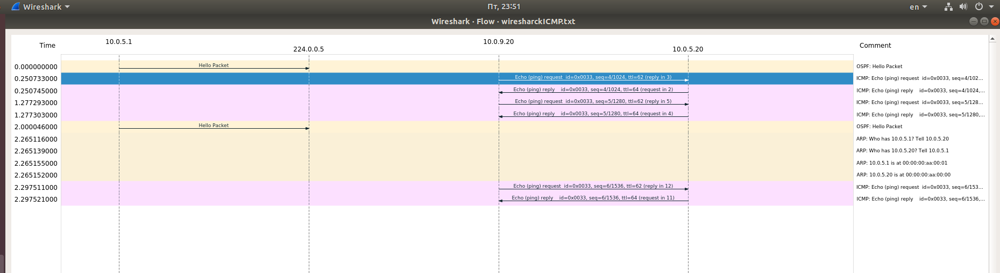 Wireshark
Пт, 23:51
en
Wireshark · Flow · wiresharckICMP.txt
Time
10.0.5.1
224.0.0.5
10.0.9.20
10.0.5.20
Comment
0.000000000 Hello Packet OSPF: Hello Packet
0.250733000 Echo (ping) request id=0x0033, seq=4/1024, ttl=62 (reply in 3) ICMP: Echo (ping) request id=0x0033, seq=4/102...
0.250745000 Echo (ping) reply id=0x0033, seq=4/1024, ttl=64 (request in 2) ICMP: Echo (ping) reply id=0x0033, seq=4/1024,...
1.277293000 Echo (ping) request id=0x0033, seq=5/1280, ttl=62 (reply in 5) ICMP: Echo (ping) request id=0x0033, seq=5/128...
1.277303000 Echo (ping) reply id=0x0033, seq=5/1280, ttl=64 (request in 4) ICMP: Echo (ping) reply id=0x0033, seq=5/1280,...
2.000046000 Hello Packet OSPF: Hello Packet
2.265116000 ARP: Who has 10.0.5.1? Tell 10.0.5.20
2.265139000 ARP: Who has 10.0.5.20? Tell 10.0.5.1
2.265155000 ARP: 10.0.5.1 is at 00:00:00:aa:00:01
2.265152000 ARP: 10.0.5.20 is at 00:00:00:aa:00:00
2.297511000 Echo (ping) request id=0x0033, seq=6/1536, ttl=62 (reply in 12) ICMP: Echo (ping) request id=0x0033, seq=6/153...
2.297521000 Echo (ping) reply id=0x0033, seq=6/1536, ttl=64 (request in 11) ICMP: Echo (ping) reply id=0x0033, seq=6/1536,...